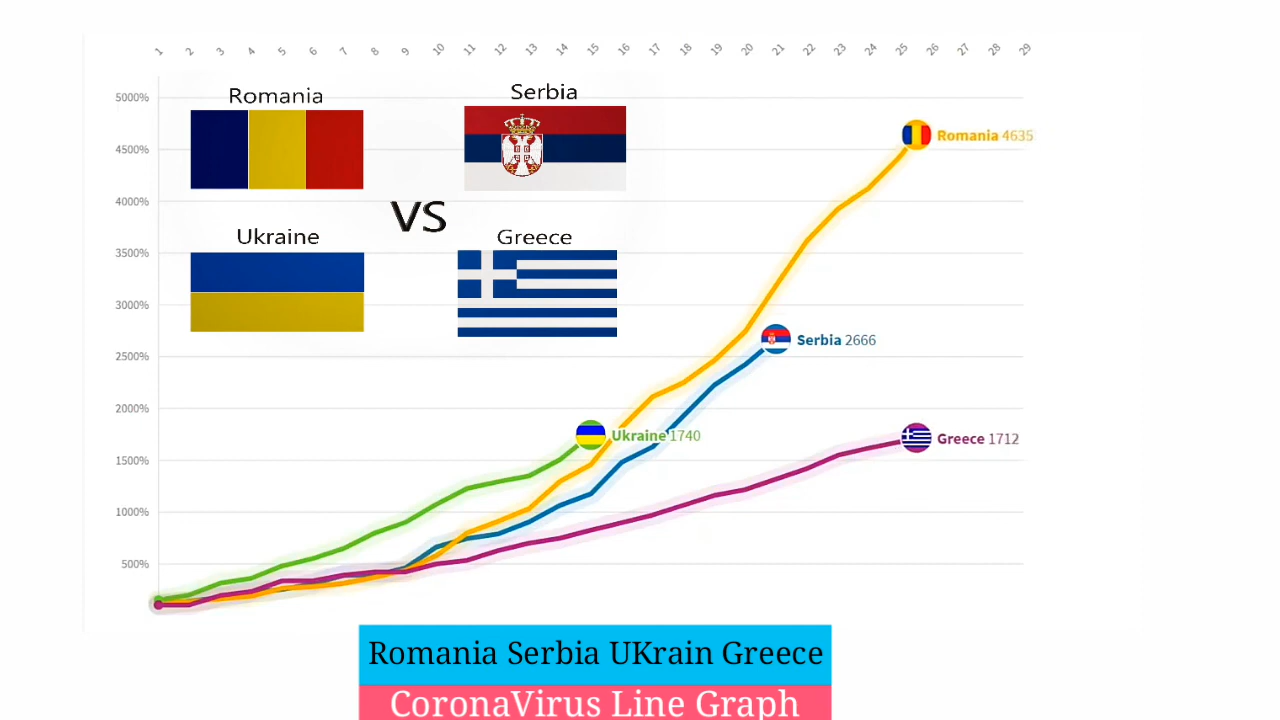 1 2 3 4 5 6 7 8 9 10 11 12 13 14 15 16 17 18 19 20 21 22 23 24 25 26 27 28 29
5000%
4500%
4000%
3500%
3000%
2500%
2000%
1500%
1000%
500%
Romania
Serbia
VS
Ukraine
Greece
Romania 4635
Serbia 2666
Ukraine 1740
Greece 1712
Romania Serbia UKrain Greece
CoronaVirus Line Graph